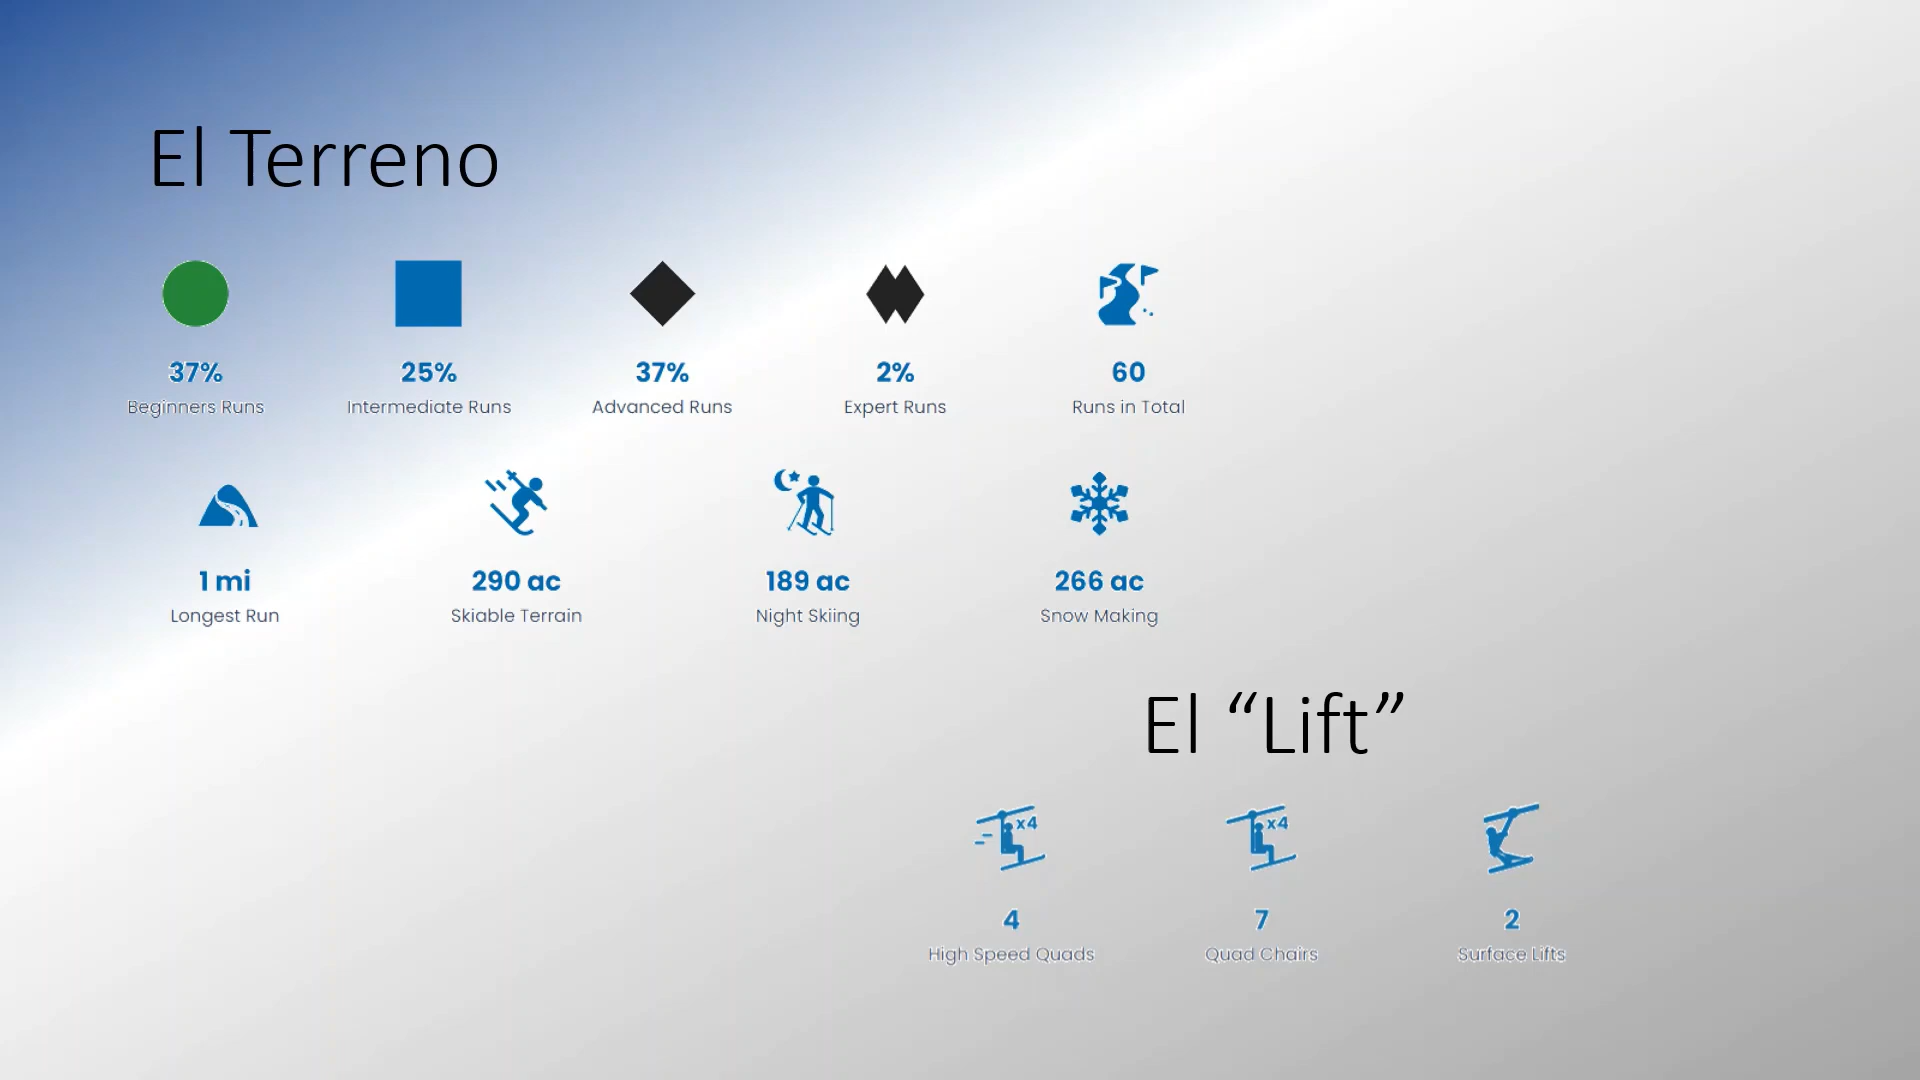 El Terreno
37%
Beginners Runs
25%
Intermediate Runs
37%
Advanced Runs
2%
Expert Runs
60
Runs in Total
1 mi
Longest Run
290 ac
Skiable Terrain
189 ac
Night Skiing
266 ac
Snow Making
El “Lift”
x4
4
High Speed Quads
x4
7
Quad Chairs
2
Surface Lifts